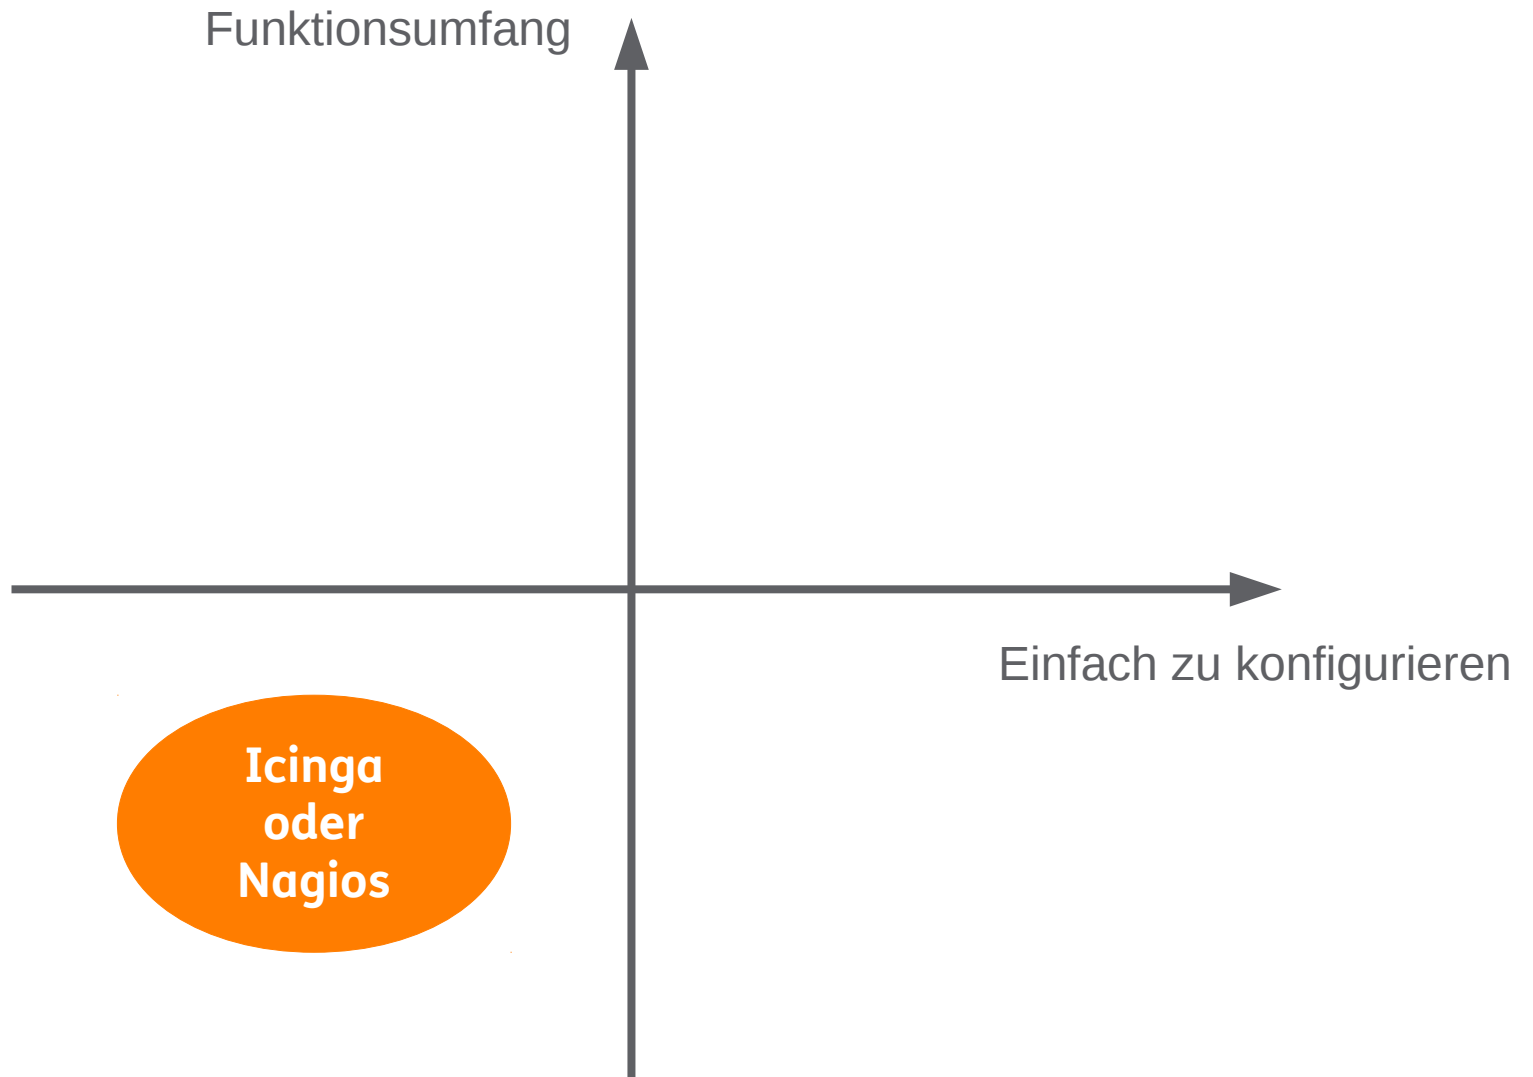 Funktionsumfang
Einfach zu konfigurieren
Icinga
oder
Nagios